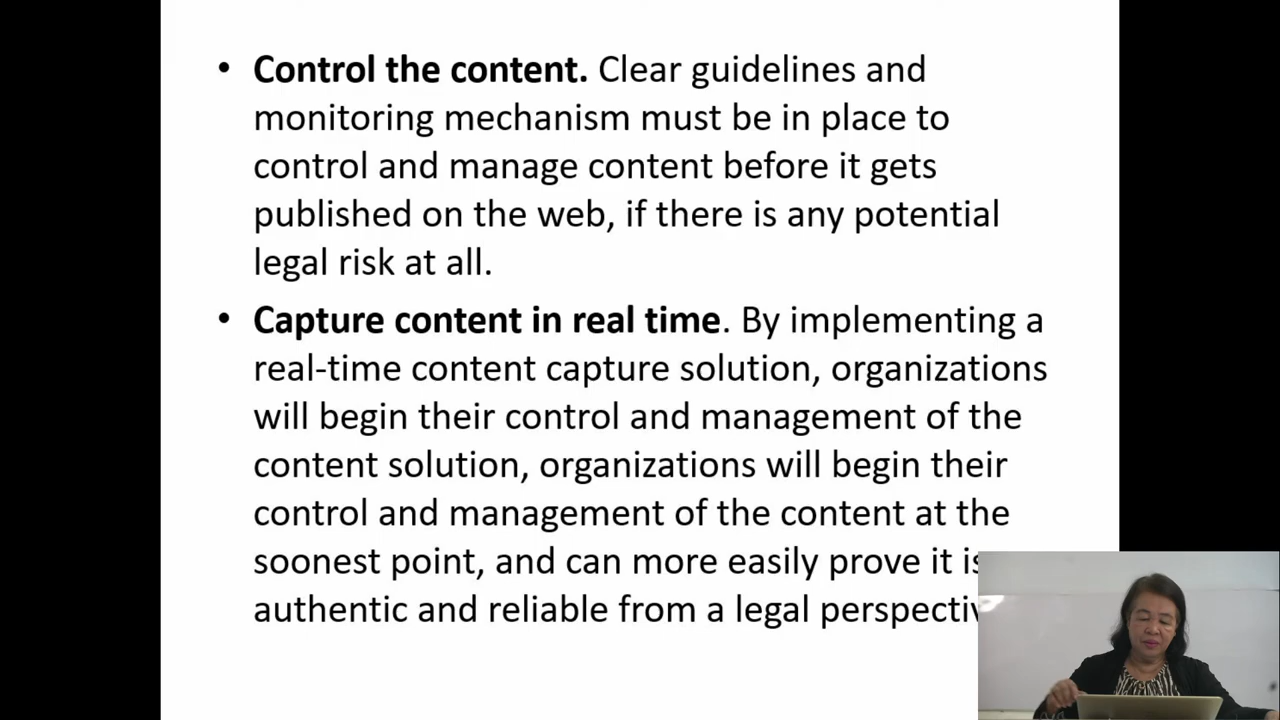 • Control the content. Clear guidelines and
monitoring mechanism must be in place to
control and manage content before it gets
published on the web, if there is any potential
legal risk at all.
• Capture content in real time. By implementing a
real-time content capture solution, organizations
will begin their control and management of the
content solution, organizations will begin their
control and management of the content at the
soonest point, and can more easily prove it is
authentic and reliable from a legal